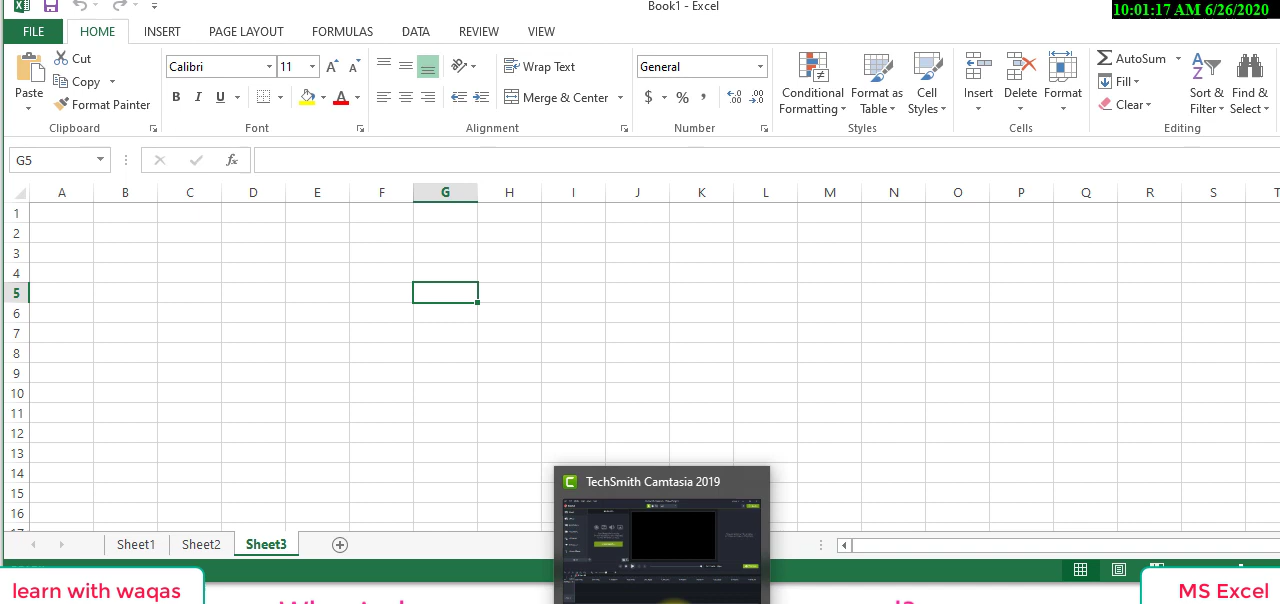 Book1 - Excel
10:01:17 AM 6/26/2020
FILE HOME INSERT PAGE LAYOUT FORMULAS DATA REVIEW VIEW
Cut
Copy
Format Painter
Paste
Clipboard
Calibri 11
B I U A
Font
Wrap Text
Merge & Center
Alignment
General
$ % ,
Number
Conditional Formatting
Format as Table
Cell Styles
Styles
Insert Delete Format
Cells
AutoSum
Fill
Clear
Sort & Filter
Find & Select
Editing
G5
fx
A B C D E F G H I J K L M N O P Q R S T
1
2
3
4
5
6
7
8
9
10
11
12
13
14
15
16
17
TechSmith Camtasia 2019
Sheet1 Sheet3
learn with waqas
MS Excel